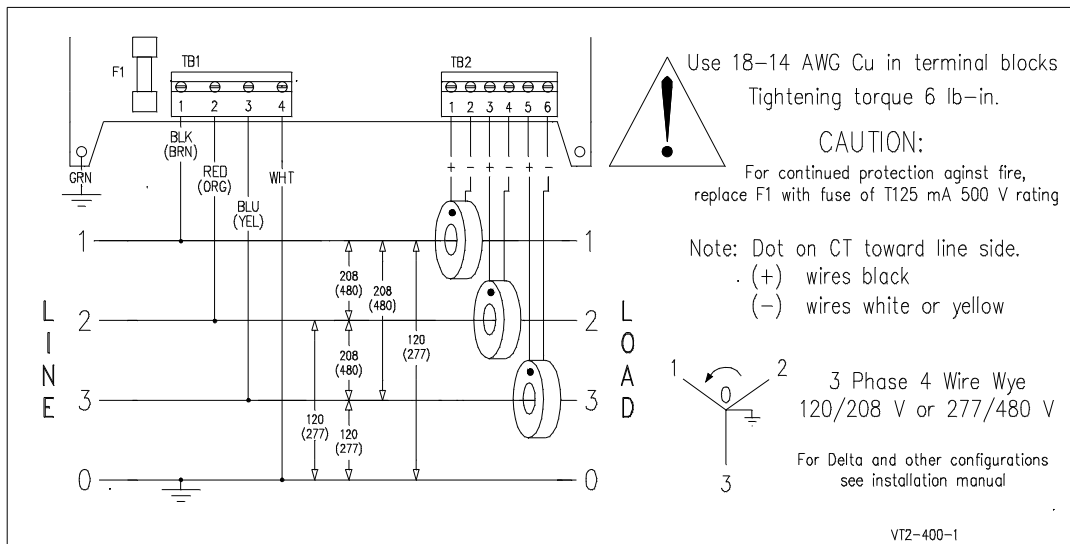 F1
TB1
1 2 3 4
BLK
(BRN)
RED
(ORG)
BLU
(YEL)
WHT
GRN
TB2
1 2 3 4 5 6
+ - + - + -
LINE
1
2
3
0
208
(480)
208
(480)
208
(480)
120
(277)
120
(277)
120
(277)
1
2
3
0
LOAD
!
Use 18-14 AWG Cu in terminal blocks
Tightening torque 6 lb-in.
CAUTION:
For continued protection aginst fire,
replace F1 with fuse of T125 mA 500 V rating
Note: Dot on CT toward line side.
(+) wires black
(-) wires white or yellow
1
2
0
3
3 Phase 4 Wire Wye
120/208 V or 277/480 V
For Delta and other configurations
see installation manual
VT2-400-1